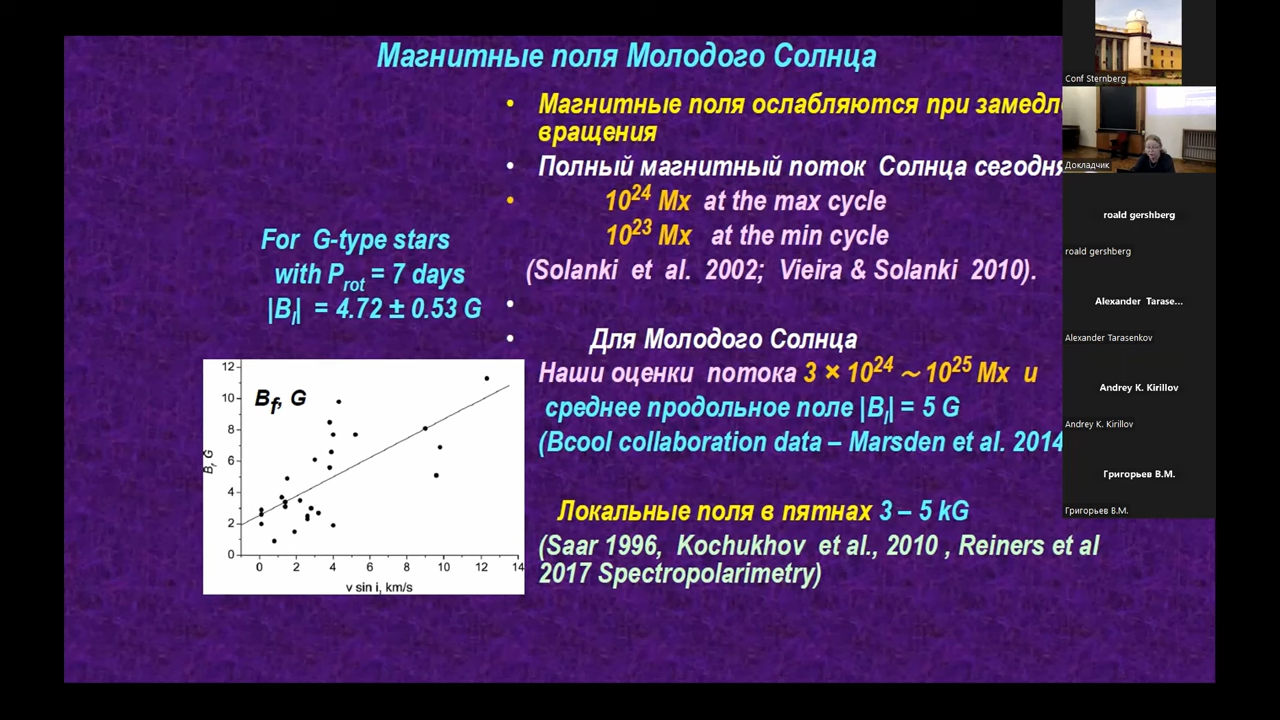 Магнитные поля Молодого Солнца
• Магнитные поля ослабляются при
вращения
• Полный магнитный поток Солнца сегодня
• 10^24 Mx at the max cycle
10^23 Mx at the min cycle
(Solanki et al. 2002; Vieira & Solanki 2010).
•
• Для Молодого Солнца
Наши оценки потока 3 × 10^24 ~ 10^25 Mx и
среднее продольное поле |B_l| = 5 G
(Bcool collaboration data – Marsden et al. 2014
Локальные поля в пятнах 3 – 5 kG
(Saar 1996, Kochukhov et al., 2010 , Reiners et al
2017 Spectropolarimetry)
For G-type stars
with P_rot = 7 days
|B_l| = 4.72 ± 0.53 G
B_f, G
B_f, G
12
10
8
6
4
2
0
0 2 4 6 8 10 12 14
v sin i, km/s
Conf Sternberg
Докладчик
roald gershberg
roald gershberg
Alexander Tarase...
Alexander Tarasenkov
Andrey K. Kirillov
Andrey K. Kirillov
Григорьев В.М.
Григорьев В.М.